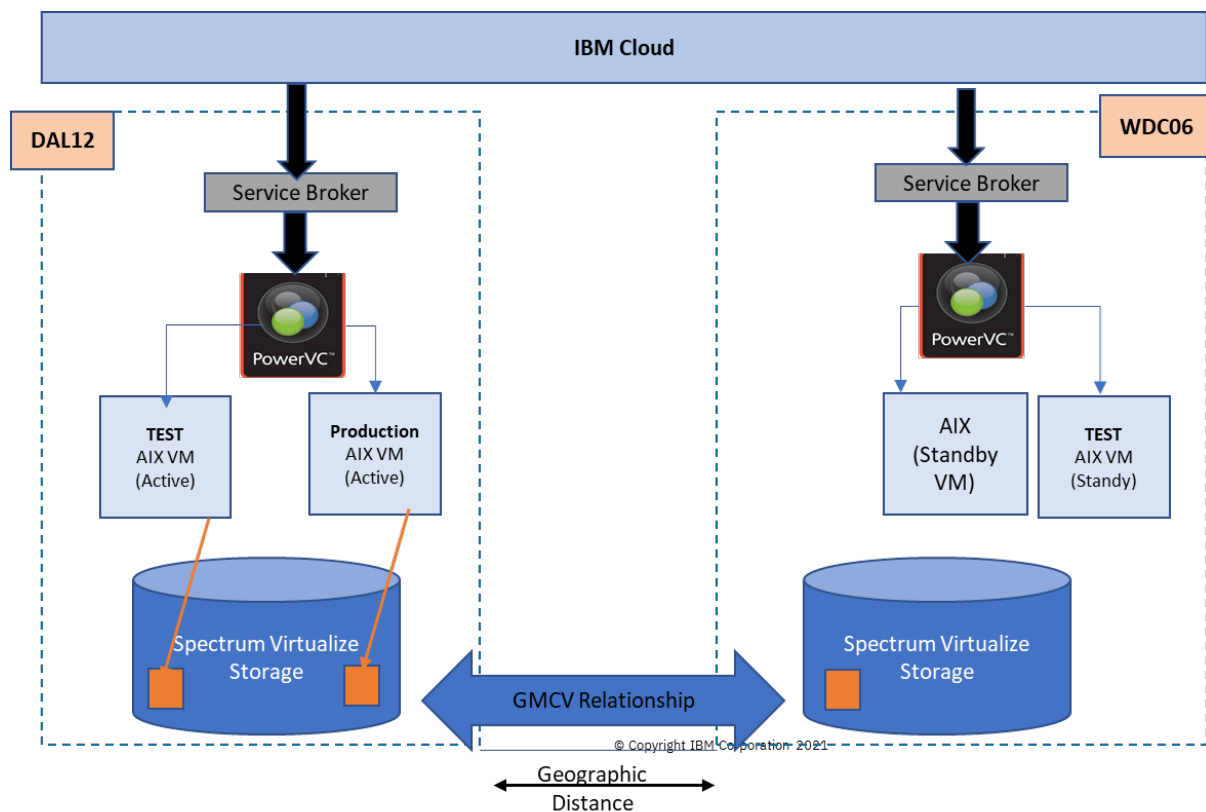 IBM Cloud
DAL12
WDC06
Service Broker
Service Broker
PowerVC™
PowerVC™
TEST
AIX VM
(Active)
Production
AIX VM
(Active)
AIX
(Standby
VM)
TEST
AIX VM
(Standy)
Spectrum Virtualize
Storage
Spectrum Virtualize
Storage
GMCV Relationship
© Copyright IBM Corporation 2021
Geographic
Distance